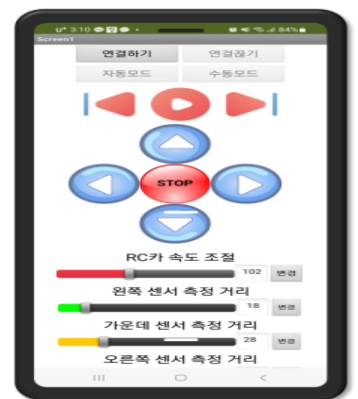 3:10
84%
Screen1
연결하기 연결끊기
자동모드 수동모드
STOP
RC카 속도 조절
102 변경
왼쪽 센서 측정 거리
18 변경
가운데 센서 측정 거리
28 변경
오른쪽 센서 측정 거리